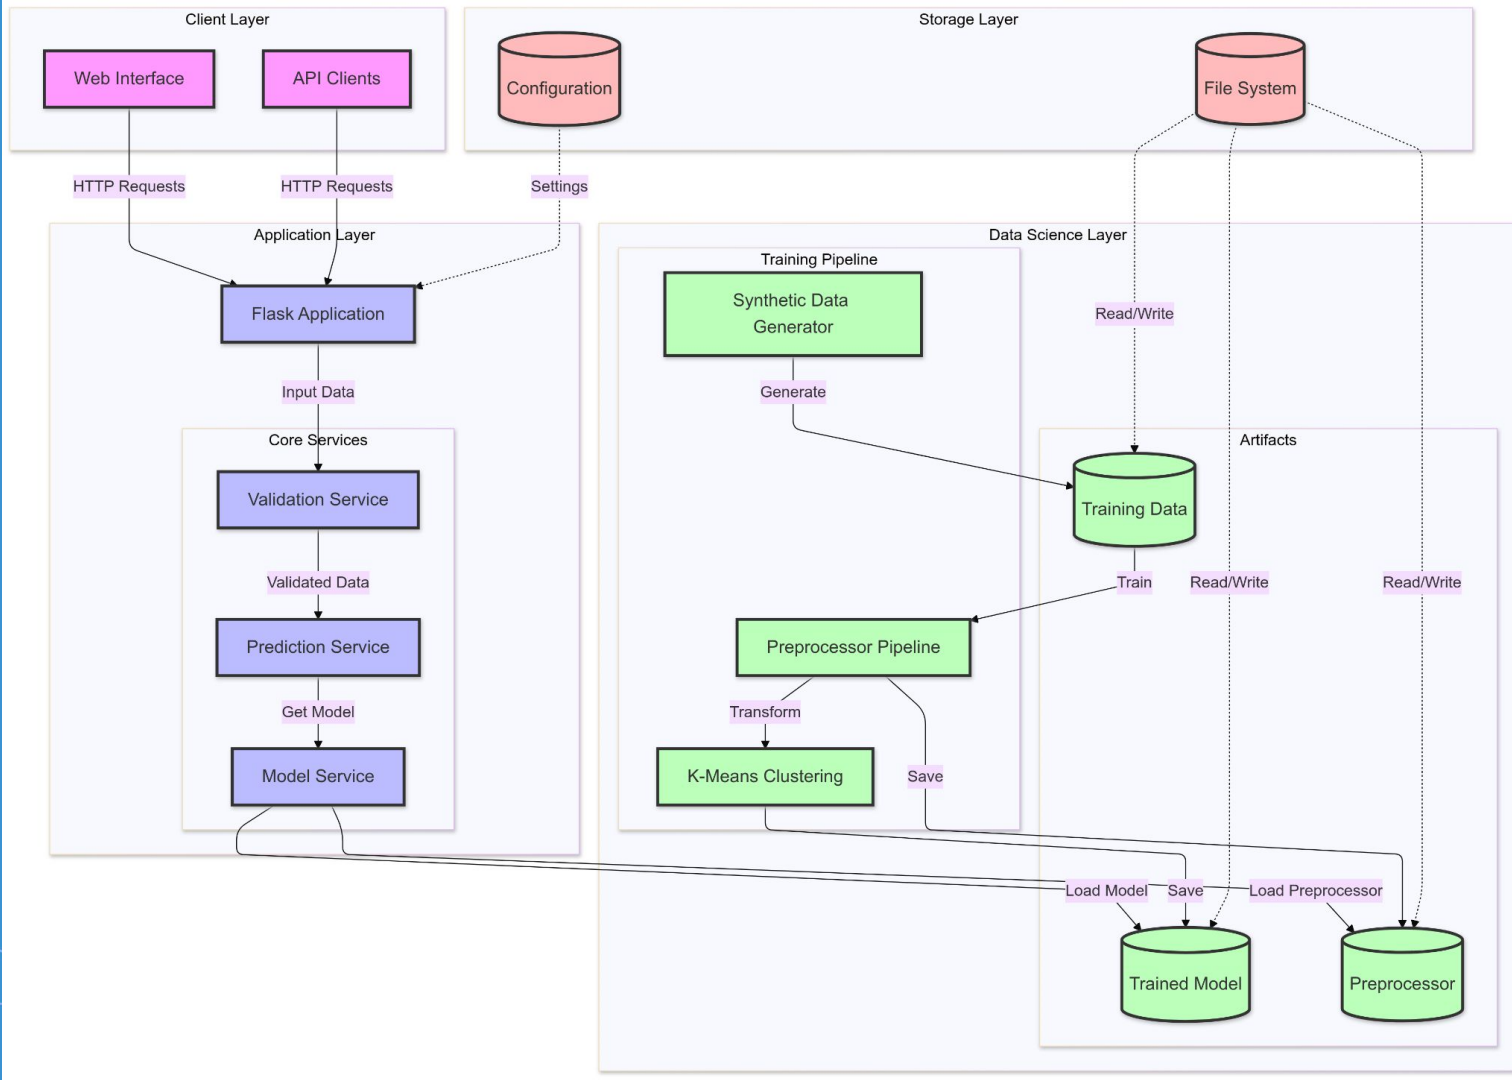 Client Layer
Web Interface
API Clients
Storage Layer
Configuration
File System
HTTP Requests
HTTP Requests
Settings
Application Layer
Flask Application
Input Data
Core Services
Validation Service
Validated Data
Prediction Service
Get Model
Model Service
Data Science Layer
Training Pipeline
Synthetic Data
Generator
Generate
Read/Write
Artifacts
Training Data
Train
Read/Write
Read/Write
Preprocessor Pipeline
Transform
K-Means Clustering
Save
Load Model
Save
Load Preprocessor
Trained Model
Preprocessor